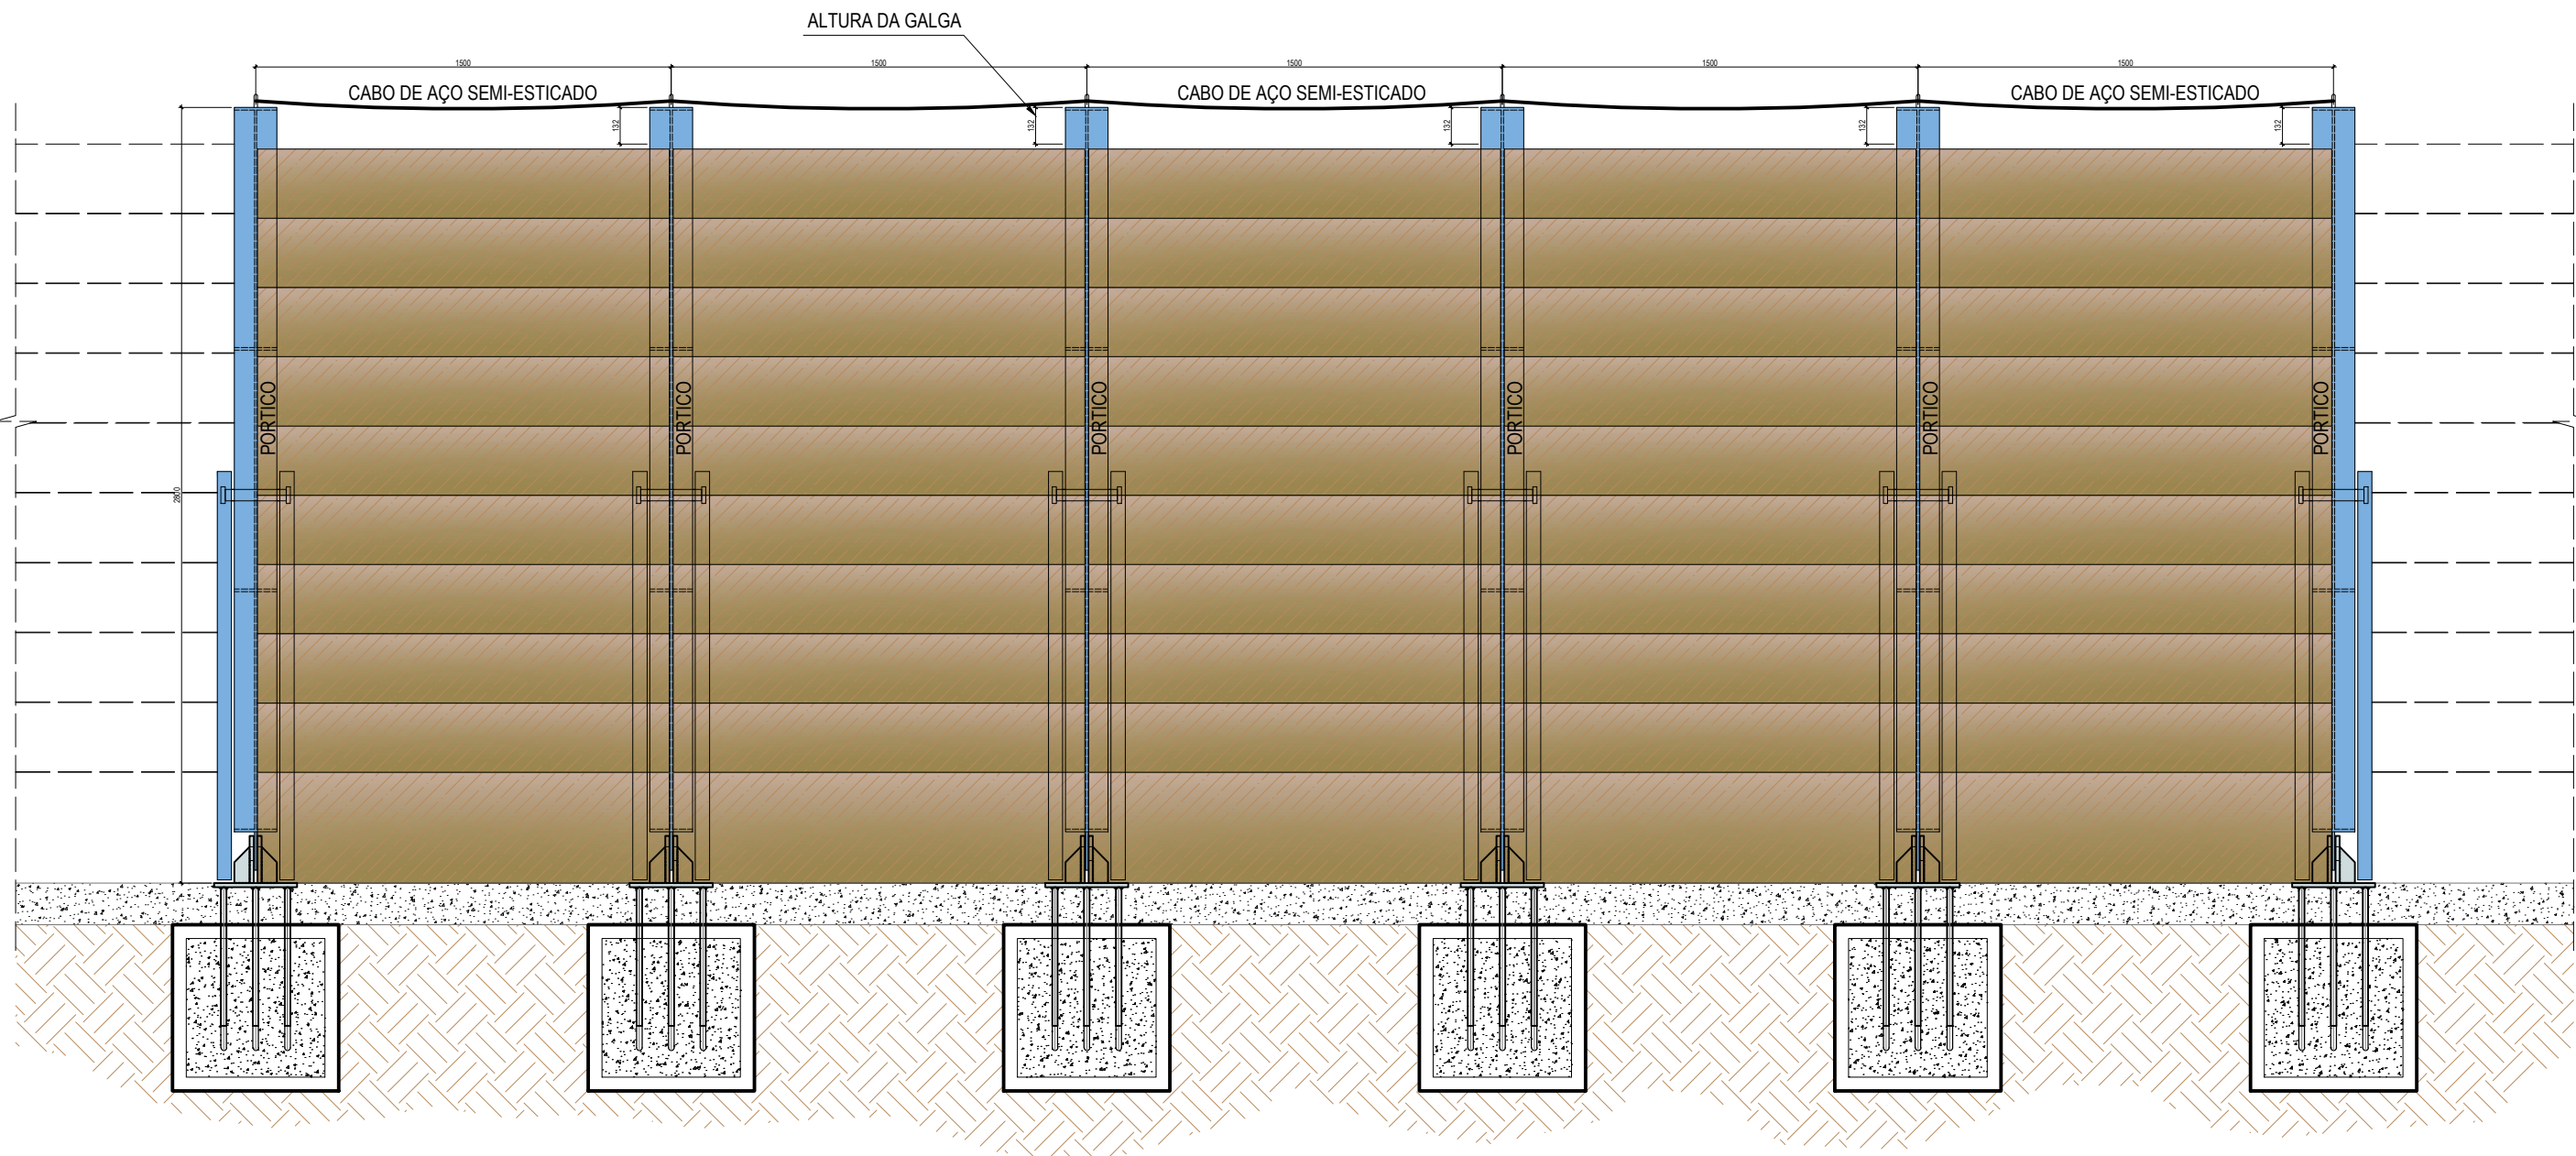 ALTURA DA GALGA
1500 1500 1500 1500 1500
CABO DE AÇO SEMI-ESTICADO CABO DE AÇO SEMI-ESTICADO CABO DE AÇO SEMI-ESTICADO
132 132 132 132 132
PORTICO PORTICO PORTICO PORTICO PORTICO PORTICO
2800